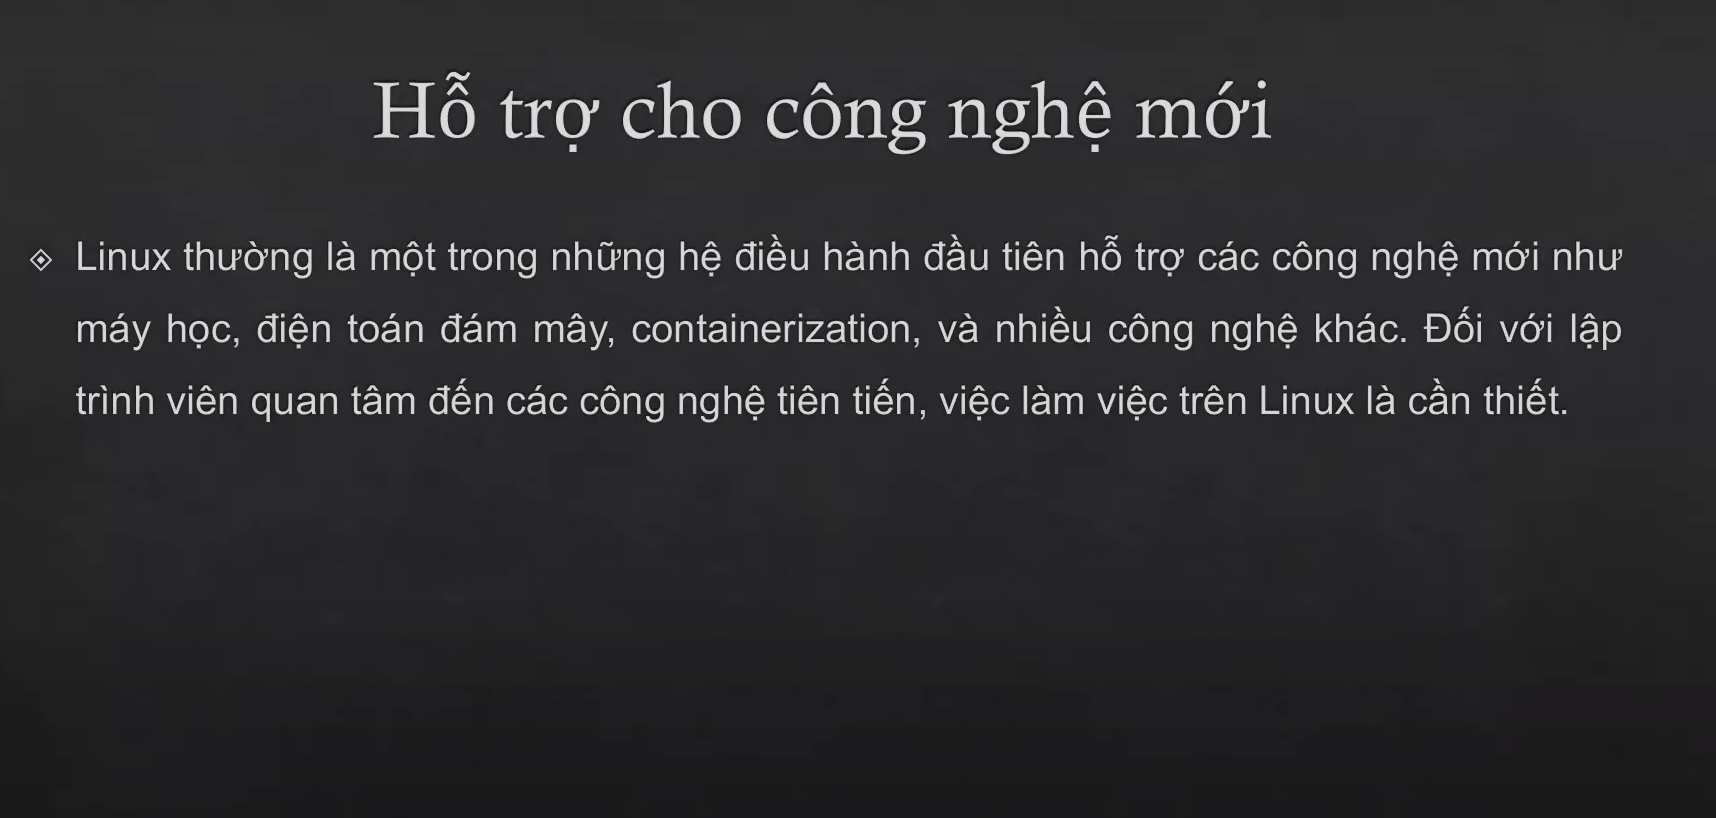 Hỗ trợ cho công nghệ mới
Linux thường là một trong những hệ điều hành đầu tiên hỗ trợ các công nghệ mới như
máy học, điện toán đám mây, containerization, và nhiều công nghệ khác. Đối với lập
trình viên quan tâm đến các công nghệ tiên tiến, việc làm việc trên Linux là cần thiết.